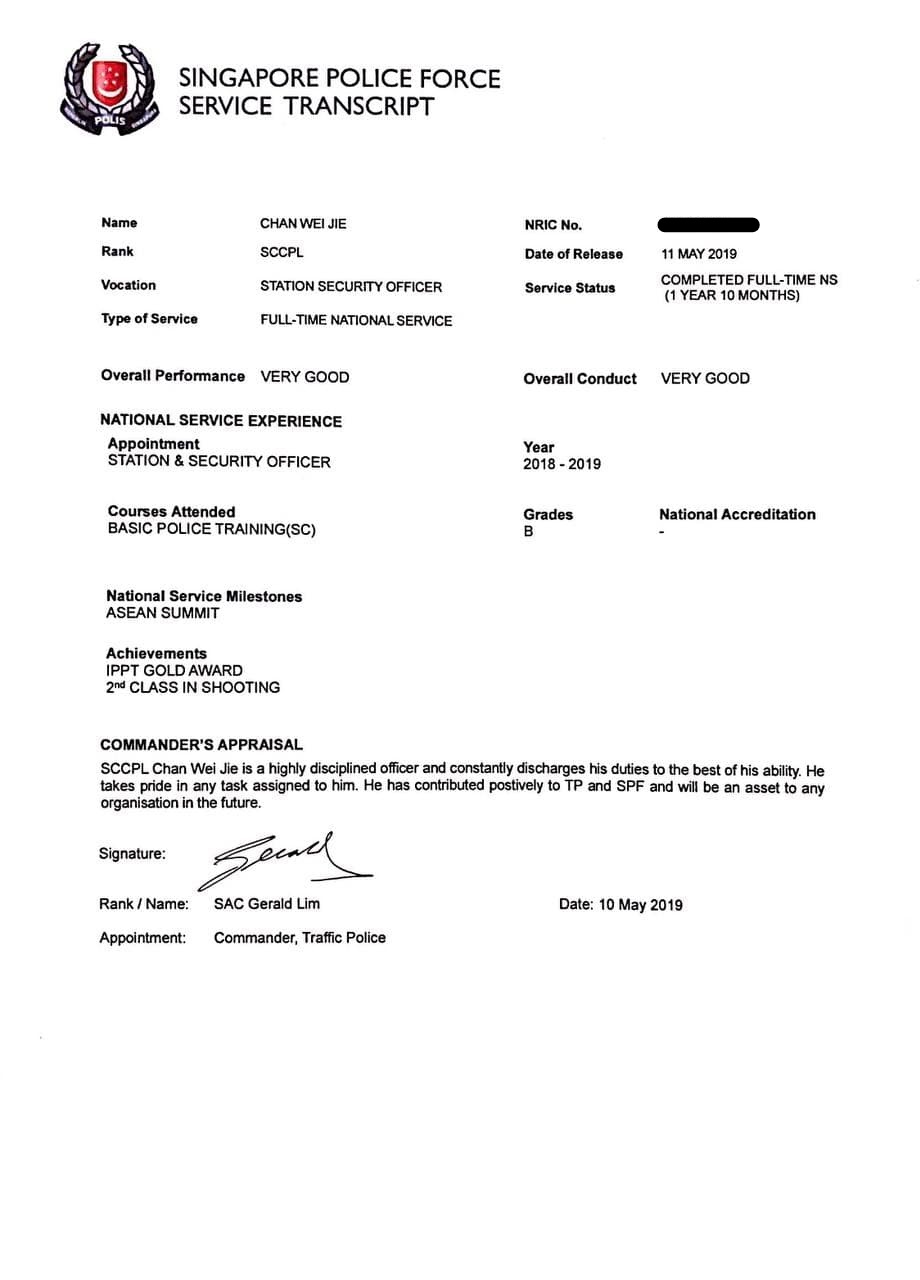 SINGAPORE POLICE FORCE
SERVICE TRANSCRIPT
POLIS
Name CHAN WEI JIE NRIC No.
Rank SCCPL Date of Release 11 MAY 2019
Vocation STATION SECURITY OFFICER Service Status COMPLETED FULL-TIME NS
(1 YEAR 10 MONTHS)
Type of Service FULL-TIME NATIONAL SERVICE
Overall Performance VERY GOOD Overall Conduct VERY GOOD
NATIONAL SERVICE EXPERIENCE
Appointment Year
STATION & SECURITY OFFICER 2018 - 2019
Courses Attended Grades National Accreditation
BASIC POLICE TRAINING(SC) B -
National Service Milestones
ASEAN SUMMIT
Achievements
IPPT GOLD AWARD
2nd CLASS IN SHOOTING
COMMANDER'S APPRAISAL
SCCPL Chan Wei Jie is a highly disciplined officer and constantly discharges his duties to the best of his ability. He
takes pride in any task assigned to him. He has contributed postively to TP and SPF and will be an asset to any
organisation in the future.
Signature: Gerald
Rank / Name: SAC Gerald Lim Date: 10 May 2019
Appointment: Commander, Traffic Police